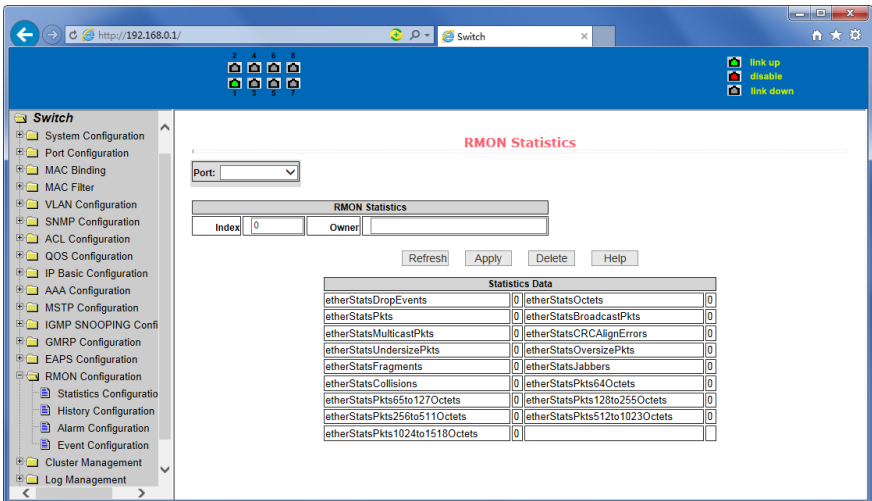 http://192.168.0.1/
Switch
2 4 6 8
1 3 5 7
link up
disable
link down
Switch
System Configuration
Port Configuration
MAC Binding
MAC Filter
VLAN Configuration
SNMP Configuration
ACL Configuration
QOS Configuration
IP Basic Configuration
AAA Configuration
MSTP Configuration
IGMP SNOOPING Confi
GMRP Configuration
EAPS Configuration
RMON Configuration
Statistics Configuratio
History Configuration
Alarm Configuration
Event Configuration
Cluster Management
Log Management
RMON Statistics
Port:
RMON Statistics
Index 0 Owner
Refresh Apply Delete Help
Statistics Data
etherStatsDropEvents 0 etherStatsOctets 0
etherStatsPkts 0 etherStatsBroadcastPkts 0
etherStatsMulticastPkts 0 etherStatsCRCAlignErrors 0
etherStatsUndersizePkts 0 etherStatsOversizePkts 0
etherStatsFragments 0 etherStatsJabbers 0
etherStatsCollisions 0 etherStatsPkts64Octets 0
etherStatsPkts65to127Octets 0 etherStatsPkts128to255Octets 0
etherStatsPkts256to511Octets 0 etherStatsPkts512to1023Octets 0
etherStatsPkts1024to1518Octets 0